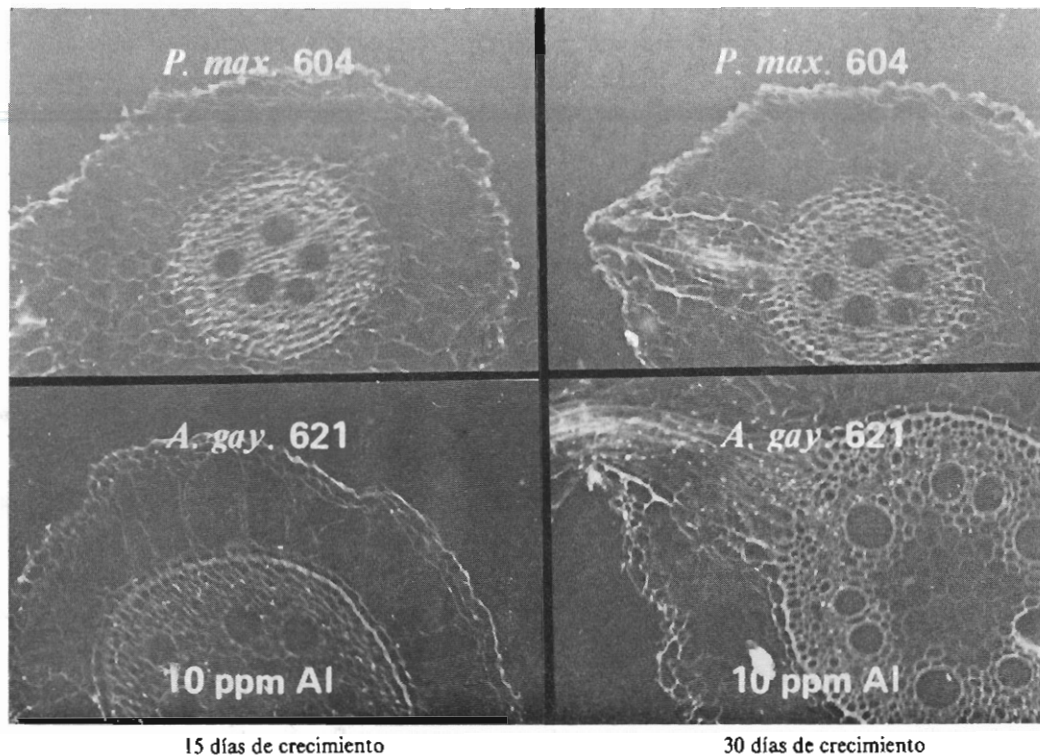 P. max. 604
P. max. 604
A. gay. 621
A. gay. 621
10 ppm Al
10 ppm Al
15 días de crecimiento
30 días de crecimiento